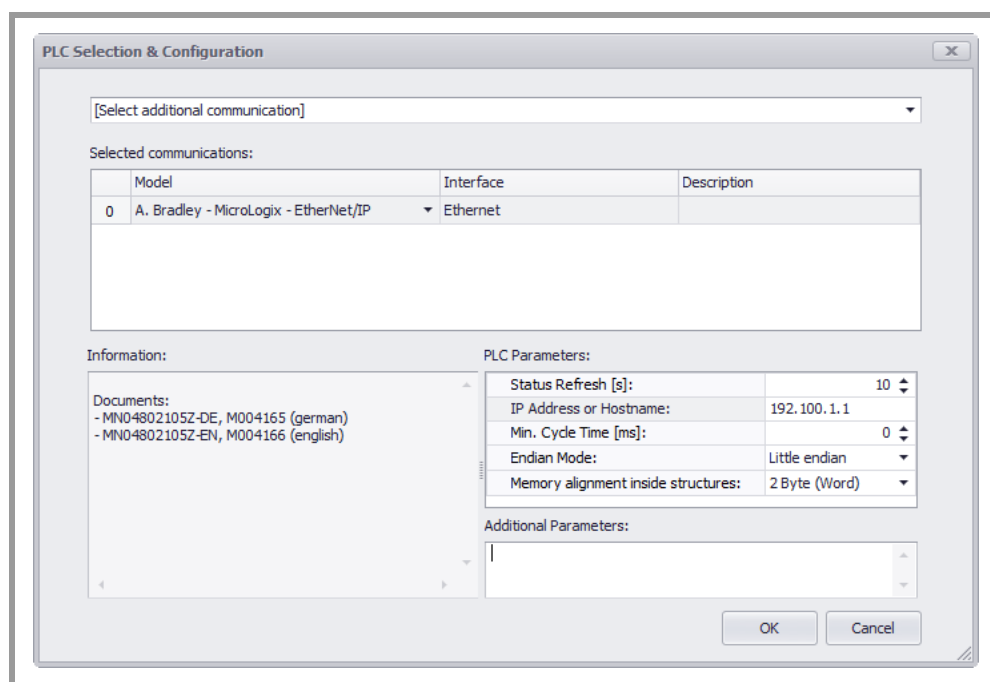 PLC Selection & Configuration
[Select additional communication]
Selected communications:
Model Interface Description
0 A. Bradley - MicroLogix - EtherNet/IP Ethernet
Information:
Documents:
- MN04802105Z-DE, M004165 (german)
- MN04802105Z-EN, M004166 (english)
PLC Parameters:
Status Refresh [s]: 10
IP Address or Hostname: 192.100.1.1
Min. Cycle Time [ms]: 0
Endian Mode: Little endian
Memory alignment inside structures: 2 Byte (Word)
Additional Parameters:
OK Cancel